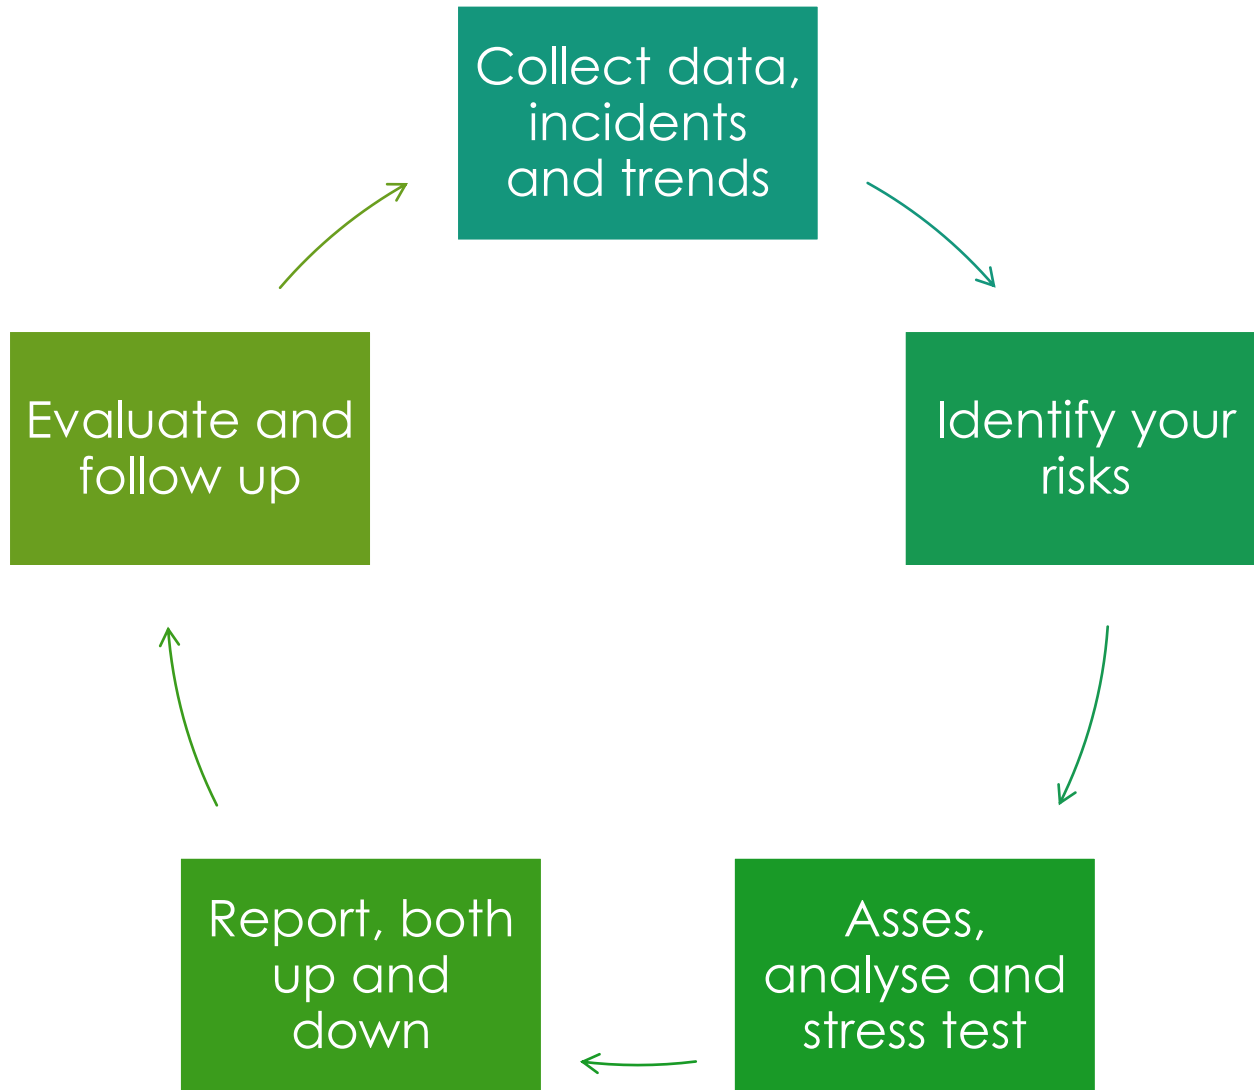 Collect data,
incidents
and trends
Identify your
risks
Asses,
analyse and
stress test
Report, both
up and
down
Evaluate and
follow up